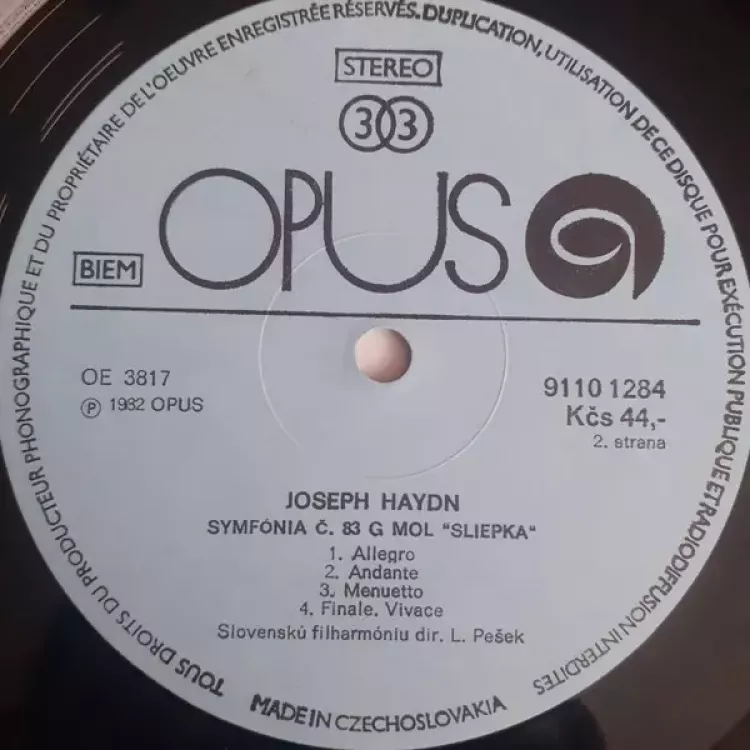 TOUS DROITS DU PRODUCTEUR PHONOGRAPHIQUE ET DU PROPRIÉTAIRE DE L'OEUVRE ENREGISTRÉE RÉSERVÉS. DUPLICATION, UTILISATION DE CE DISQUE POUR EXÉCUTION PUBLIQUE ET RADIODIFFUSION INTERDITES
STEREO
33
OPUS
BIEM
OE 3817
Ⓟ 1982 OPUS
9110 1284
Kčs 44,-
2. strana
JOSEPH HAYDN
SYMFÓNIA Č. 83 G MOL "SLIEPKA"
1. Allegro
2. Andante
3. Menuetto
4. Finale. Vivace
Slovenskú filharmóniu dir. L. Pešek
MADE IN CZECHOSLOVAKIA